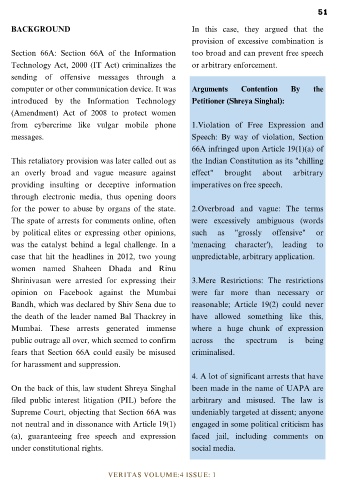 51
BACKGROUND
Section 66A: Section 66A of the Information
Technology Act, 2000 (IT Act) criminalizes the
sending of offensive messages through a
computer or other communication device. It was
introduced by the Information Technology
(Amendment) Act of 2008 to protect women
from cybercrime like vulgar mobile phone
messages.
This retaliatory provision was later called out as
an overly broad and vague measure against
providing insulting or deceptive information
through electronic media, thus opening doors
for the power to abuse by organs of the state.
The spate of arrests for comments online, often
by political elites or expressing other opinions,
was the catalyst behind a legal challenge. In a
case that hit the headlines in 2012, two young
women named Shaheen Dhada and Rinu
Shrinivasan were arrested for expressing their
opinion on Facebook against the Mumbai
Bandh, which was declared by Shiv Sena due to
the death of the leader named Bal Thackrey in
Mumbai. These arrests generated immense
public outrage all over, which seemed to confirm
fears that Section 66A could easily be misused
for harassment and suppression.
On the back of this, law student Shreya Singhal
filed public interest litigation (PIL) before the
Supreme Court, objecting that Section 66A was
not neutral and in dissonance with Article 19(1)
(a), guaranteeing free speech and expression
under constitutional rights.
In this case, they argued that the
provision of excessive combination is
too broad and can prevent free speech
or arbitrary enforcement.
Arguments Contention By the
Petitioner (Shreya Singhal):
1.Violation of Free Expression and
Speech: By way of violation, Section
66A infringed upon Article 19(1)(a) of
the Indian Constitution as its "chilling
effect" brought about arbitrary
imperatives on free speech.
2.Overbroad and vague: The terms
were excessively ambiguous (words
such as "grossly offensive" or
'menacing character'), leading to
unpredictable, arbitrary application.
3.Mere Restrictions: The restrictions
were far more than necessary or
reasonable; Article 19(2) could never
have allowed something like this,
where a huge chunk of expression
across the spectrum is being
criminalised.
4. A lot of significant arrests that have
been made in the name of UAPA are
arbitrary and misused. The law is
undeniably targeted at dissent; anyone
engaged in some political criticism has
faced jail, including comments on
social media.
VERITAS VOLUME:4 ISSUE: 1